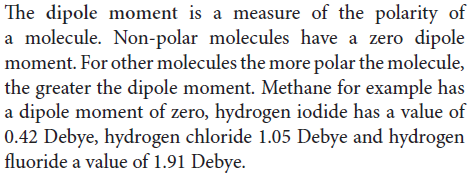 The dipole moment is a measure of the polarity of
a molecule. Non-polar molecules have a zero dipole
moment. For other molecules the more polar the molecule,
the greater the dipole moment. Methane for example has
a dipole moment of zero, hydrogen iodide has a value of
0.42 Debye, hydrogen chloride 1.05 Debye and hydrogen
fluoride a value of 1.91 Debye.